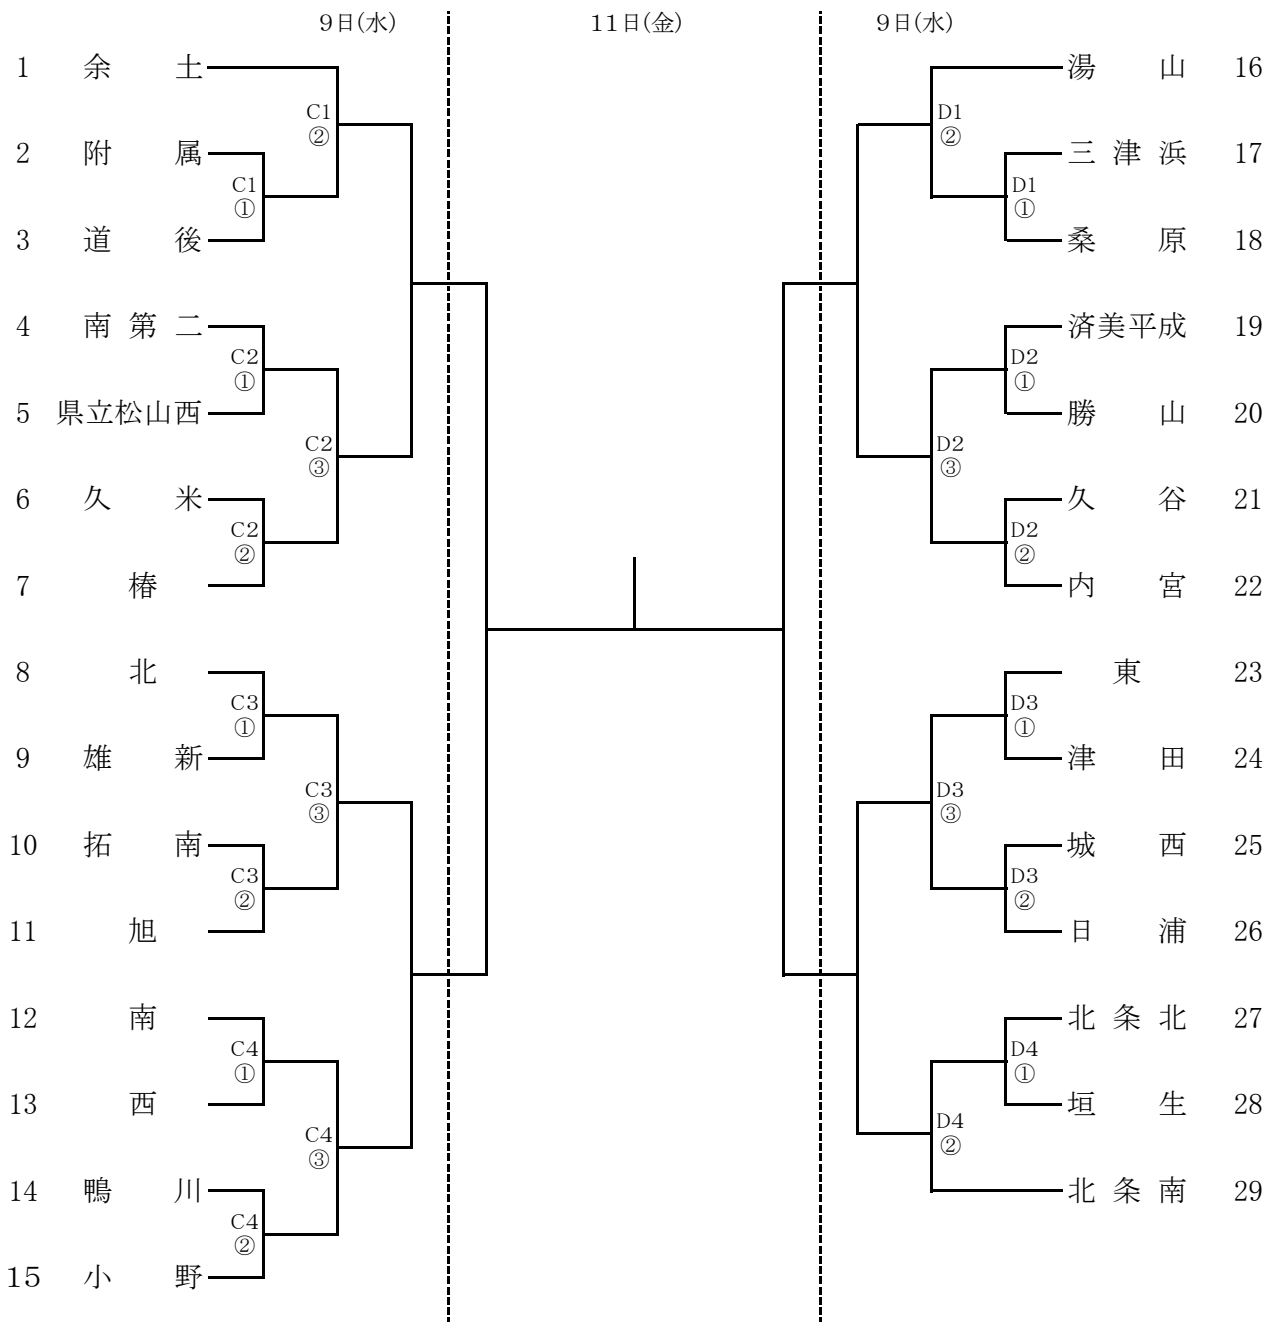 9日(水) 11日(金) 9日(水)
1 余土 湯山 16
C1 D1
② ②
2 附属 三津浜 17
C1 D1
① ①
3 道後 桑原 18
4 南第二 済美平成 19
C2 D2
① ①
5 県立松山西 勝山 20
C2 D2
③ ③
6 久米 久谷 21
C2 D2
② ②
7 椿 内宮 22
8 北 東 23
C3 D3
① ①
9 雄新 津田 24
C3 D3
③ ③
10 拓南 城西 25
C3 D3
② ②
11 旭 日浦 26
12 南 北条北 27
C4 D4
① ①
13 西 垣生 28
C4 D4
③ ②
14 鴨川 北条南 29
C4
②
15 小野